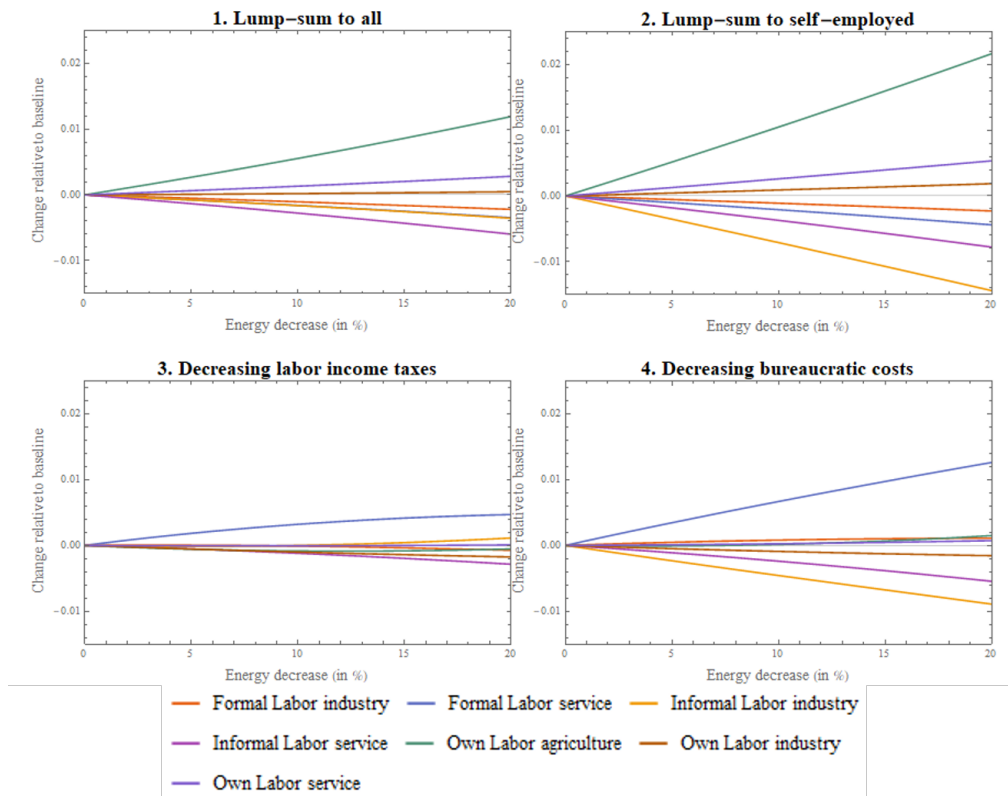 1. Lump−sum to all
Change relative to baseline
0.02
0.01
0.00
−0.01
0 5 10 15 20
Energy decrease (in %)
2. Lump−sum to self−employed
Change relative to baseline
0.02
0.01
0.00
−0.01
0 5 10 15 20
Energy decrease (in %)
3. Decreasing labor income taxes
Change relative to baseline
0.02
0.01
0.00
−0.01
0 5 10 15 20
Energy decrease (in %)
4. Decreasing bureaucratic costs
Change relative to baseline
0.02
0.01
0.00
−0.01
0 5 10 15 20
Energy decrease (in %)
Formal Labor industry Formal Labor service Informal Labor industry
Informal Labor service Own Labor agriculture Own Labor industry
Own Labor service